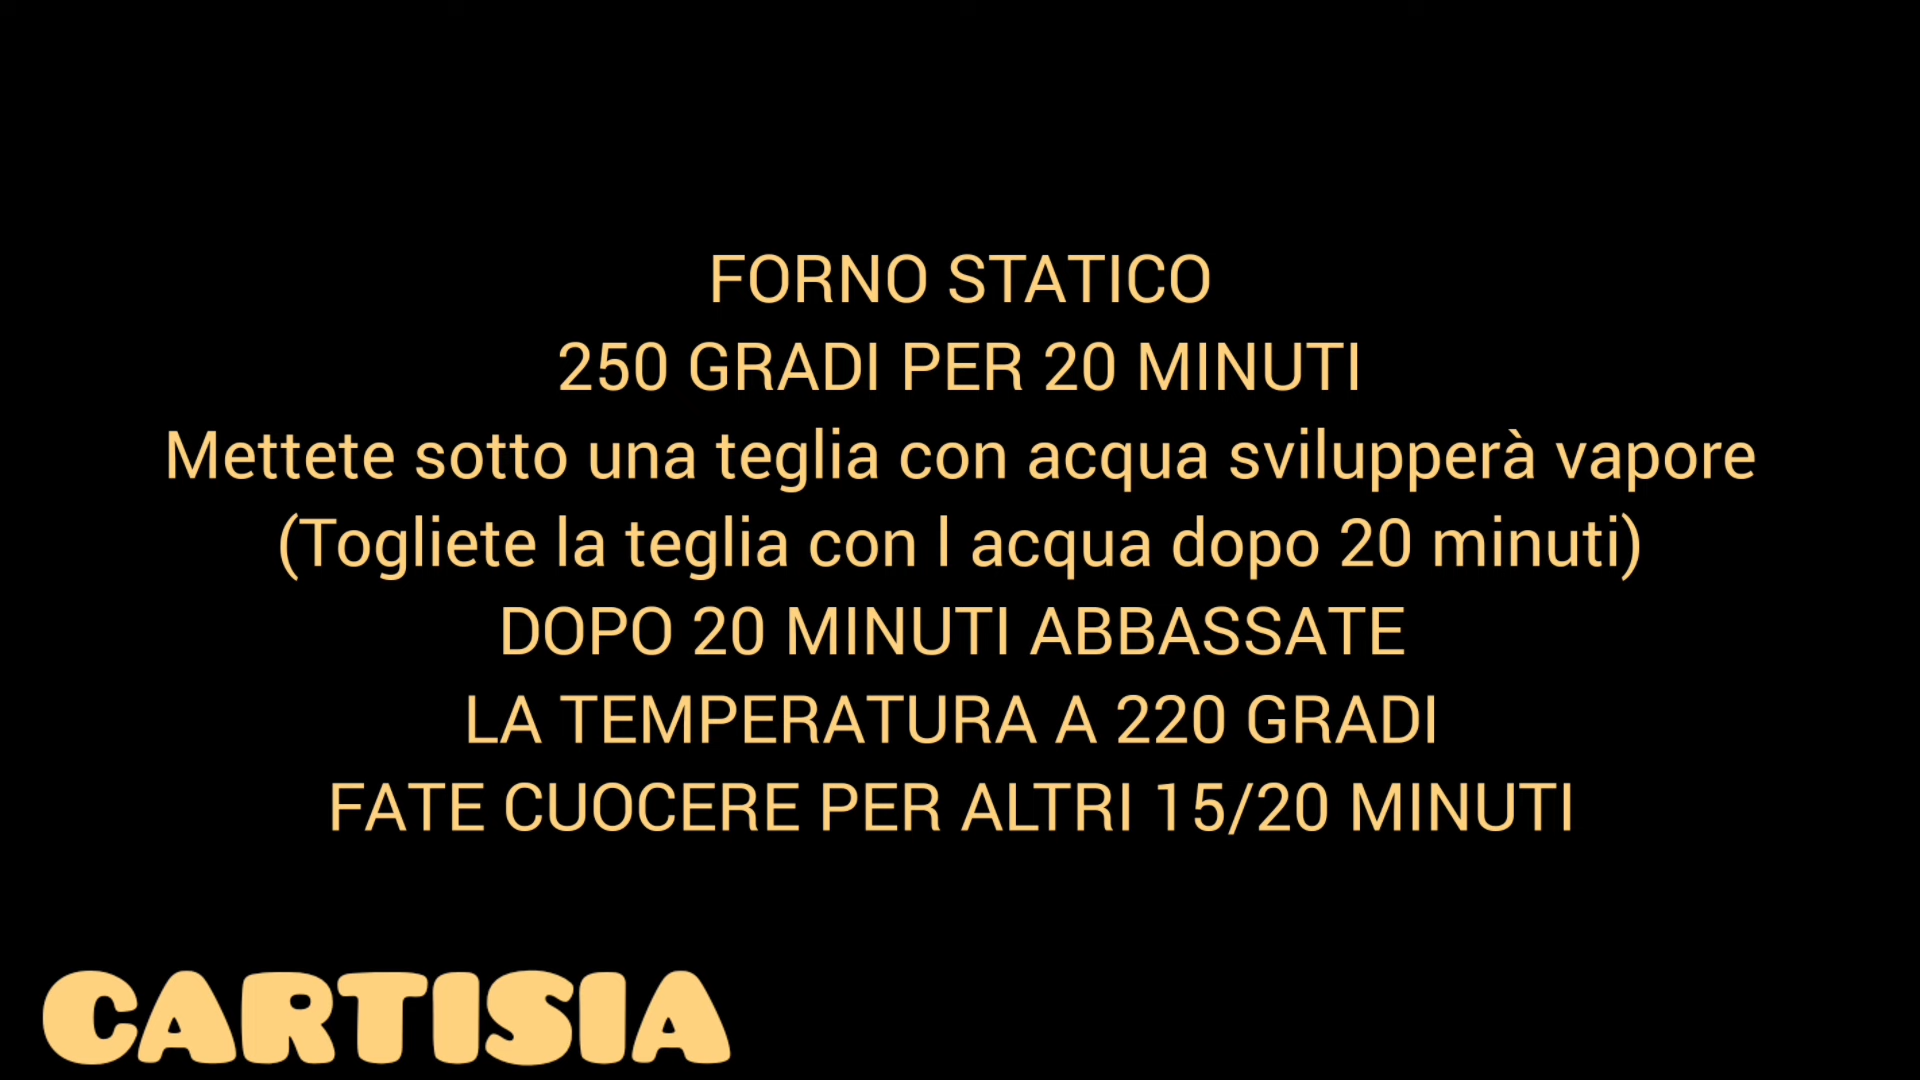 FORNO STATICO
250 GRADI PER 20 MINUTI
Mettete sotto una teglia con acqua svilupperà vapore
(Togliete la teglia con l acqua dopo 20 minuti)
DOPO 20 MINUTI ABBASSATE
LA TEMPERATURA A 220 GRADI
FATE CUOCERE PER ALTRI 15/20 MINUTI
CARTISIA